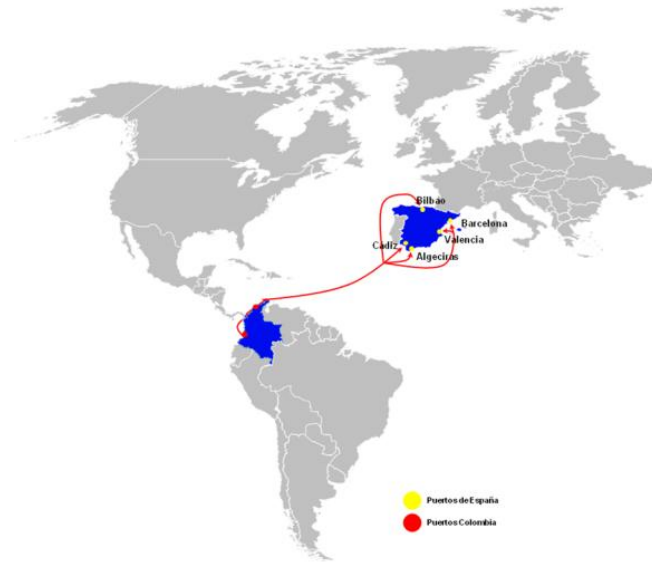 Bilbao
Barcelona
Valencia
Cadiz
Algeciras
Puertos de España
Puertos Colombia